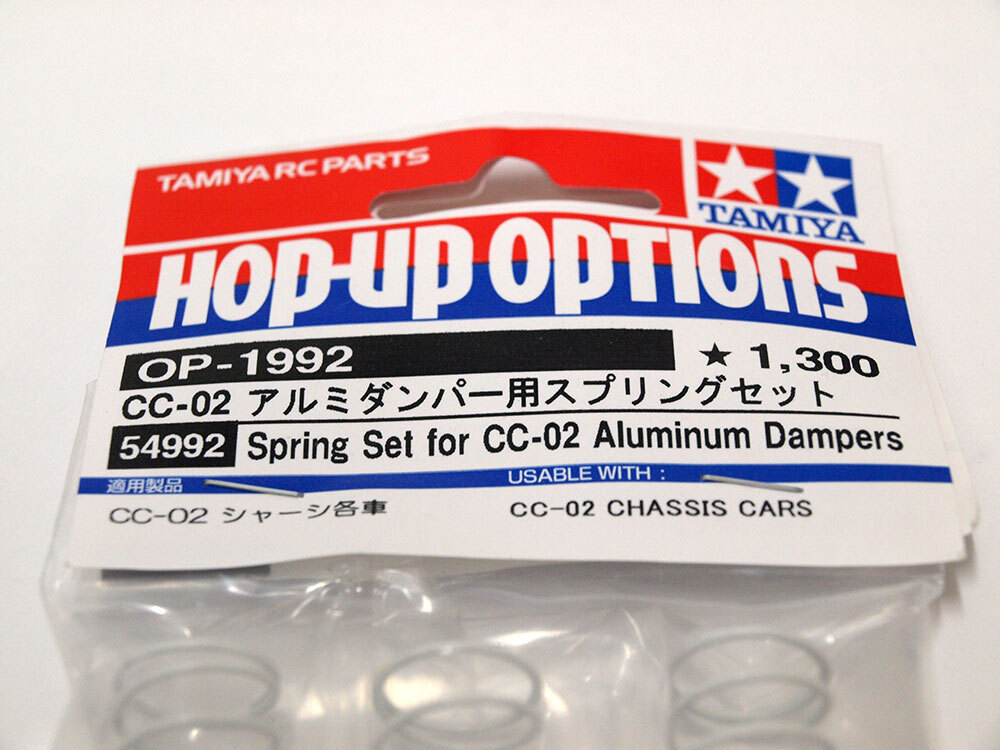 TAMIYA RC PARTS
TAMIYA
HOP-UP OPTIONS
OP-1992 ★ 1,300
CC-02 アルミダンパー用スプリングセット
54992 Spring Set for CC-02 Aluminum Dampers
適用製品 USABLE WITH :
CC-02 シャーシ各車 CC-02 CHASSIS CARS